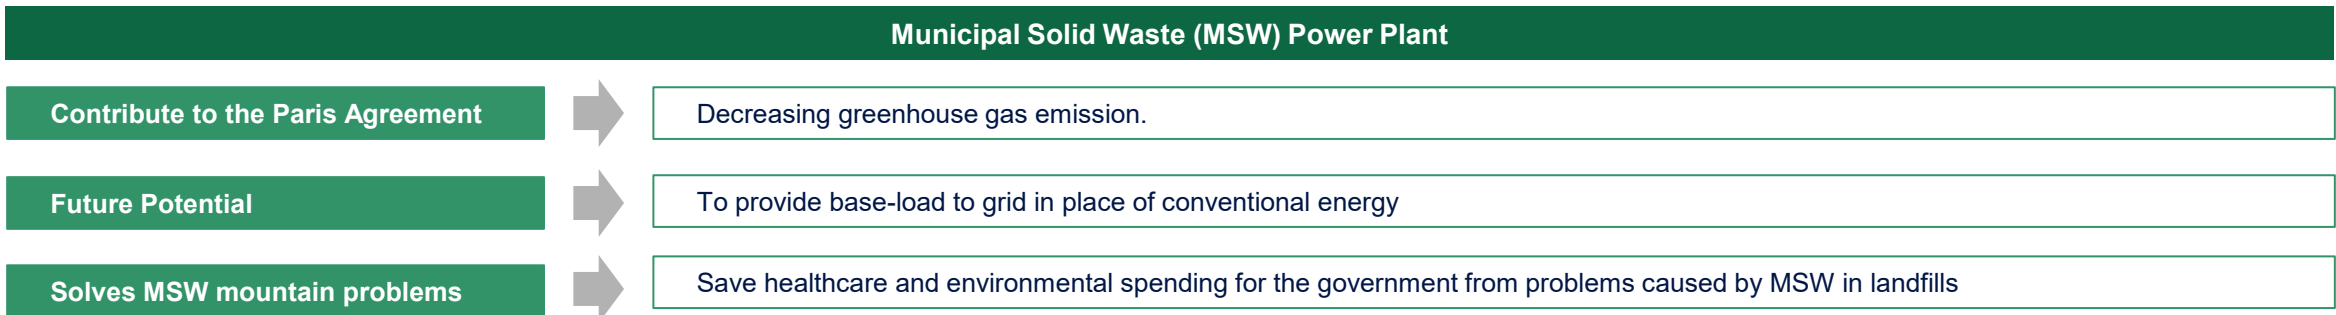 Municipal Solid Waste (MSW) Power Plant
Contribute to the Paris Agreement
Decreasing greenhouse gas emission.
Future Potential
To provide base-load to grid in place of conventional energy
Solves MSW mountain problems
Save healthcare and environmental spending for the government from problems caused by MSW in landfills